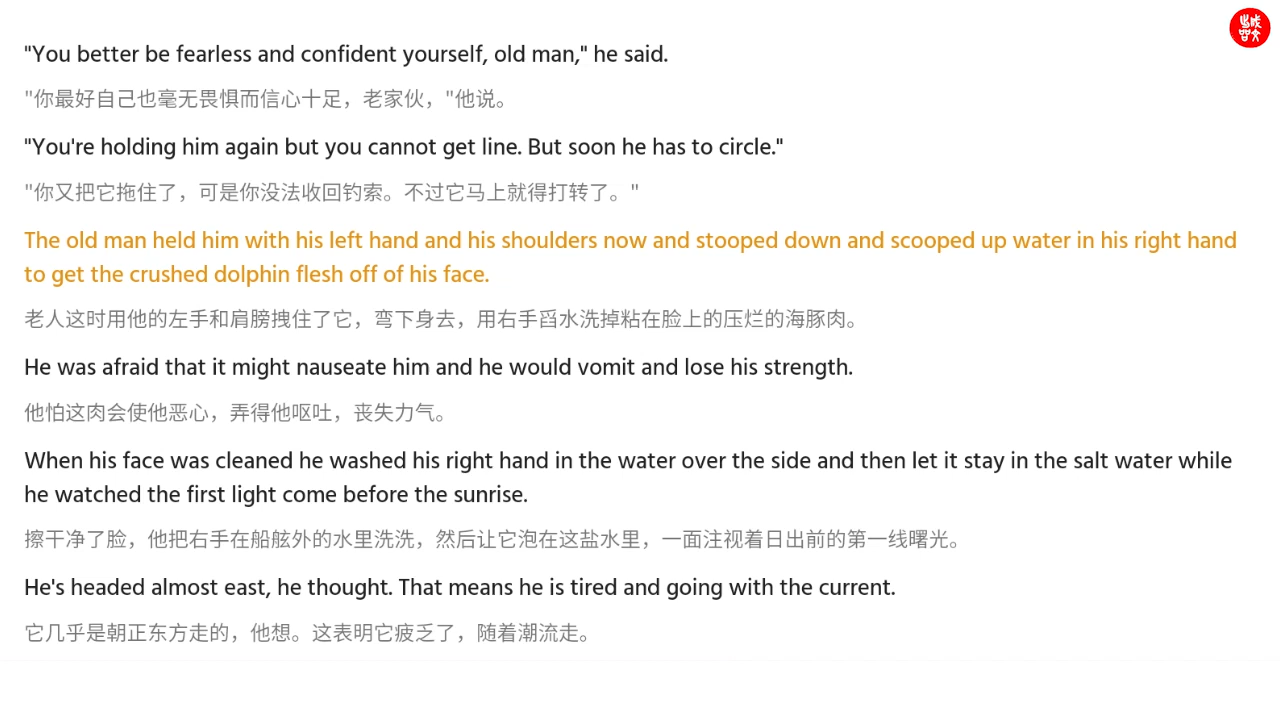 "You better be fearless and confident yourself, old man," he said.
"你最好自己也毫无畏惧而信心十足，老家伙，"他说。
"You're holding him again but you cannot get line. But soon he has to circle."
"你又把它拖住了，可是你没法收回钓索。不过它马上就得打转了。"
The old man held him with his left hand and his shoulders now and stooped down and scooped up water in his right hand
to get the crushed dolphin flesh off of his face.
老人这时用他的左手和肩膀拽住了它，弯下身去，用右手舀水洗掉粘在脸上的压烂的海豚肉。
He was afraid that it might nauseate him and he would vomit and lose his strength.
他怕这肉会使他恶心，弄得他呕吐，丧失力气。
When his face was cleaned he washed his right hand in the water over the side and then let it stay in the salt water while
he watched the first light come before the sunrise.
擦干净了脸，他把右手在船舷外的水里洗洗，然后让它泡在这盐水里，一面注视着日出前的第一线曙光。
He's headed almost east, he thought. That means he is tired and going with the current.
它几乎是朝正东方走的，他想。这表明它疲乏了，随着潮流走。